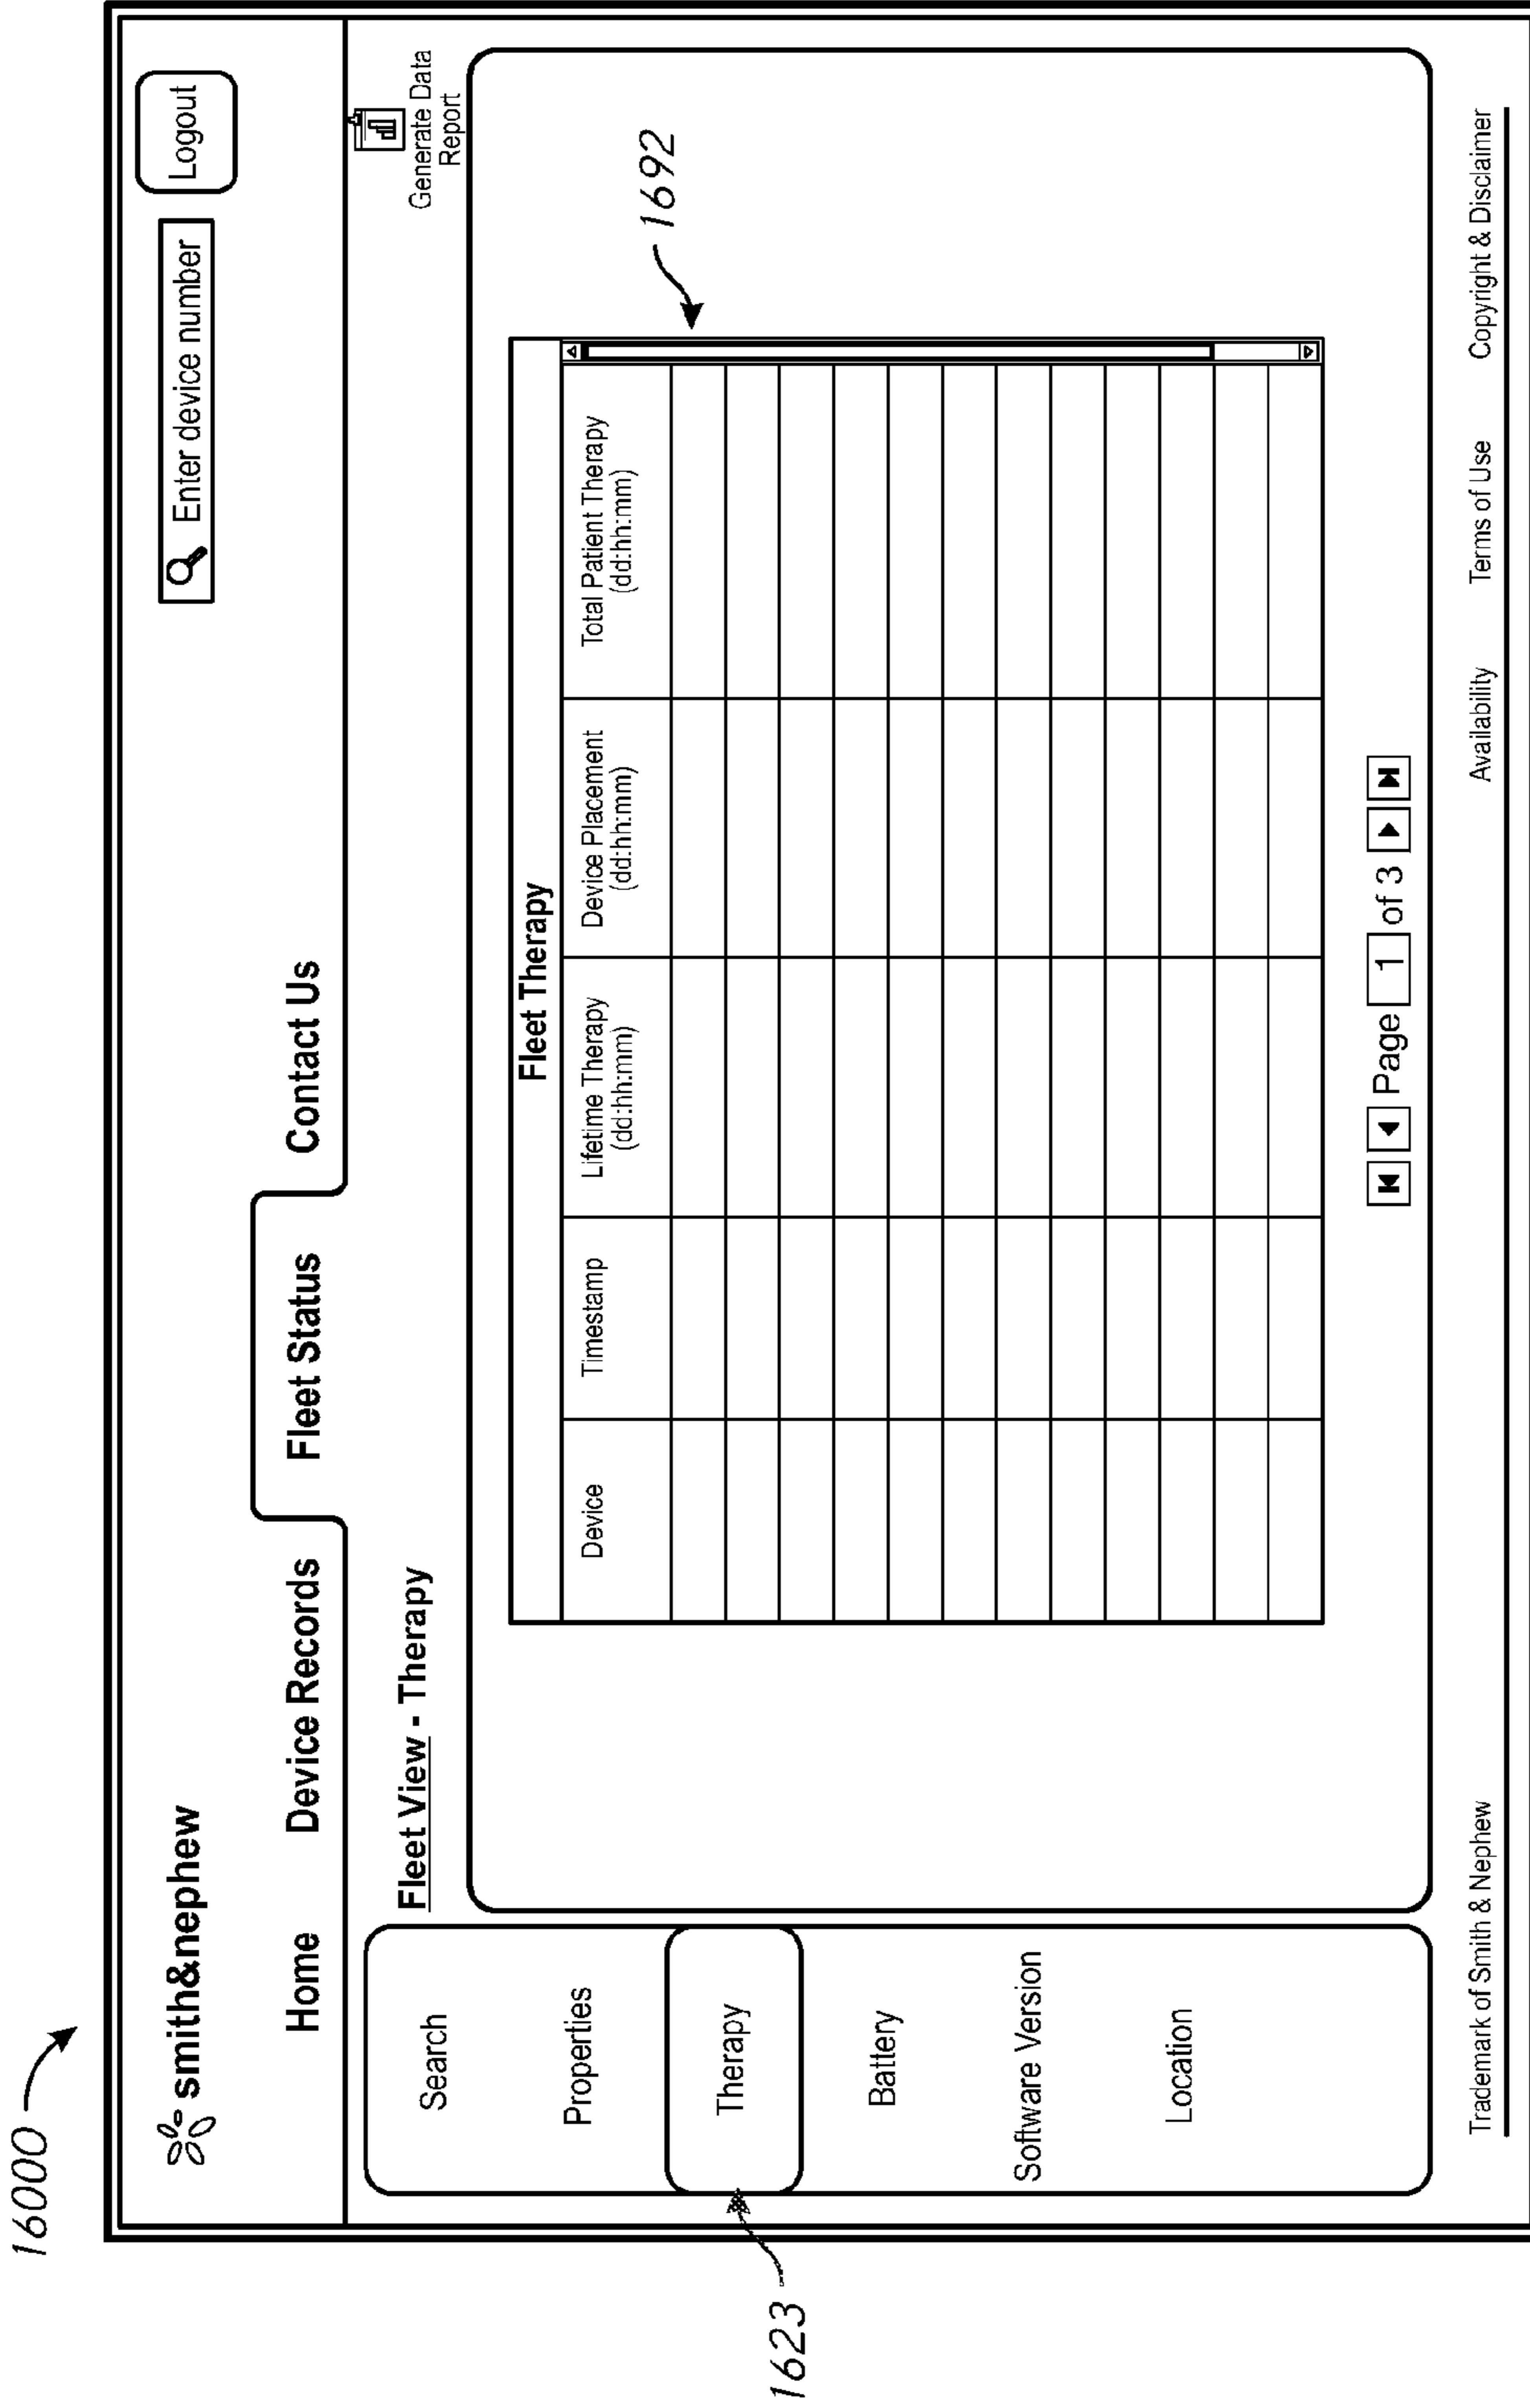 1600
smith&nephew
Enter device number
Logout
Home
Device Records
Fleet Status
Contact Us
Generate Data
Report
Fleet View - Therapy
Search
Properties
Therapy
Battery
Software Version
Location
1623
Fleet Therapy
Device
Timestamp
Lifetime Therapy
(dd:hh:mm)
Device Placement
(dd:hh:mm)
Total Patient Therapy
(dd:hh:mm)
1692
Page 1 of 3
Trademark of Smith & Nephew
Availability
Terms of Use
Copyright & Disclaimer